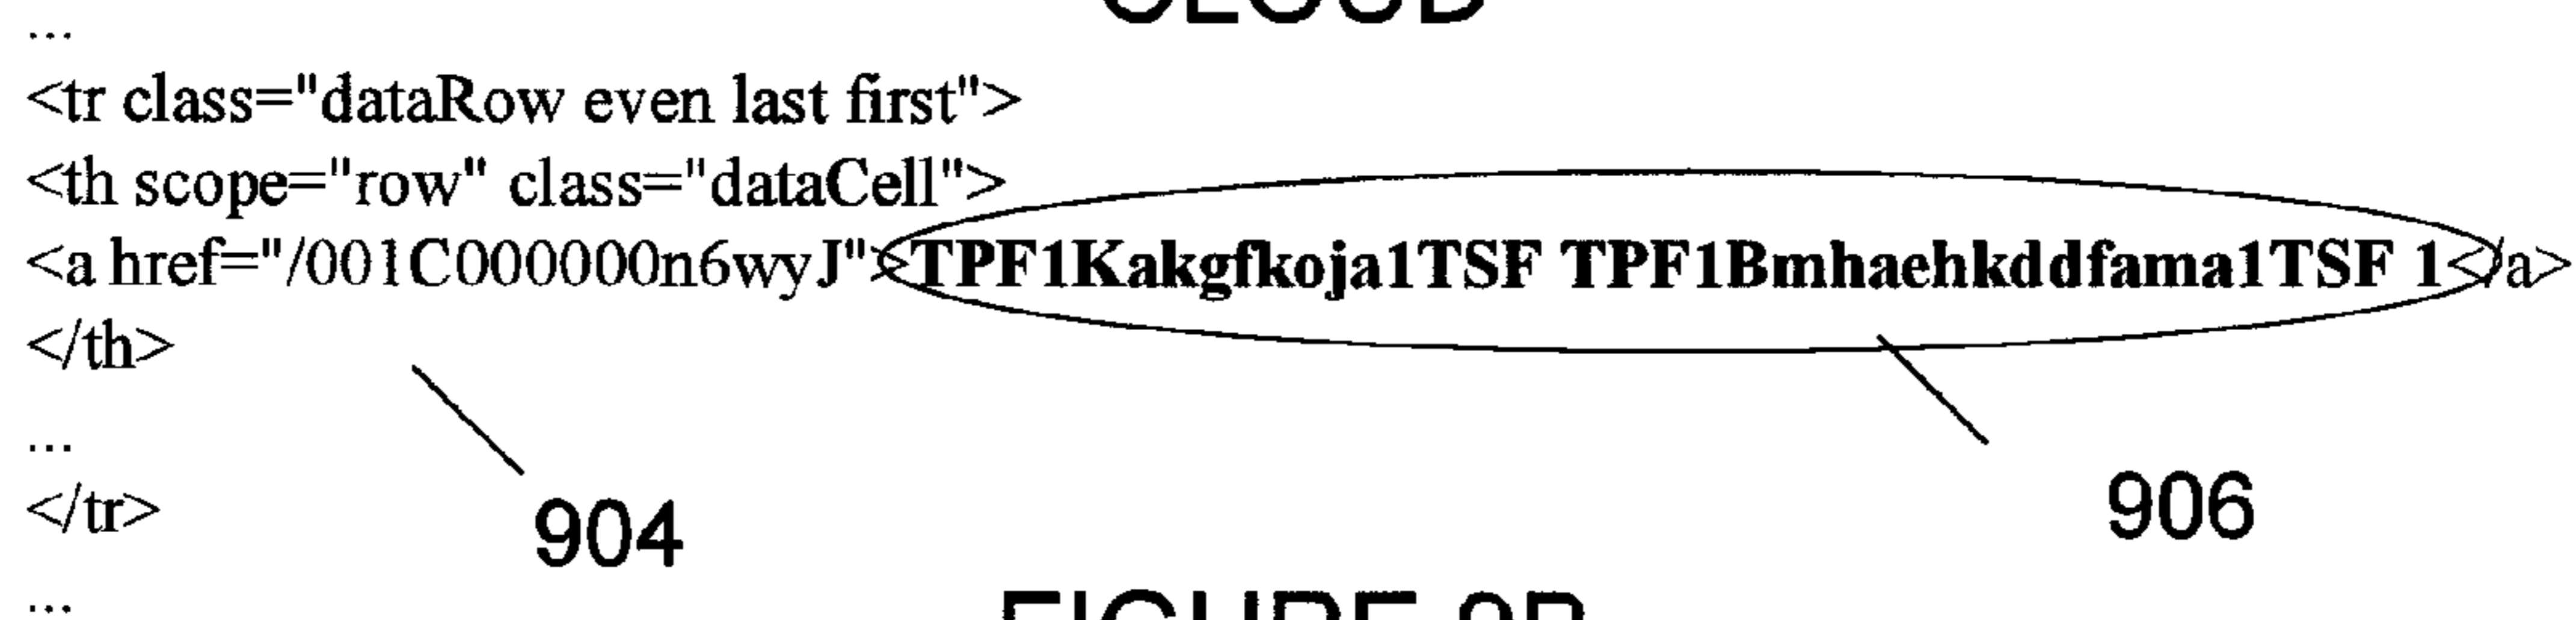 CLOUD
...
<tr class="dataRow even last first">
<th scope="row" class="dataCell">
<a href="/001C000000n6wyJ">TPF1Kakgfkoja1TSF TPF1Bmhaehkddfama1TSF 1</a>
</th>
...
</tr>
904
906
...